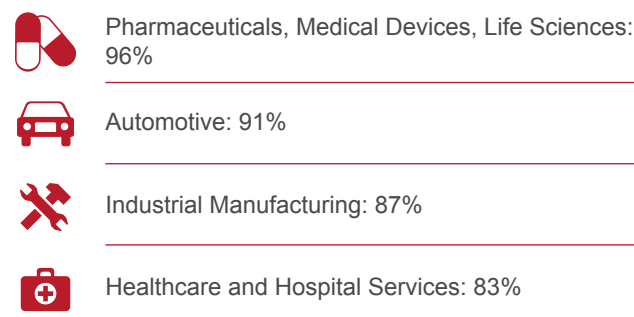 Pharmaceuticals, Medical Devices, Life Sciences:
96%
Automotive: 91%
Industrial Manufacturing: 87%
Healthcare and Hospital Services: 83%